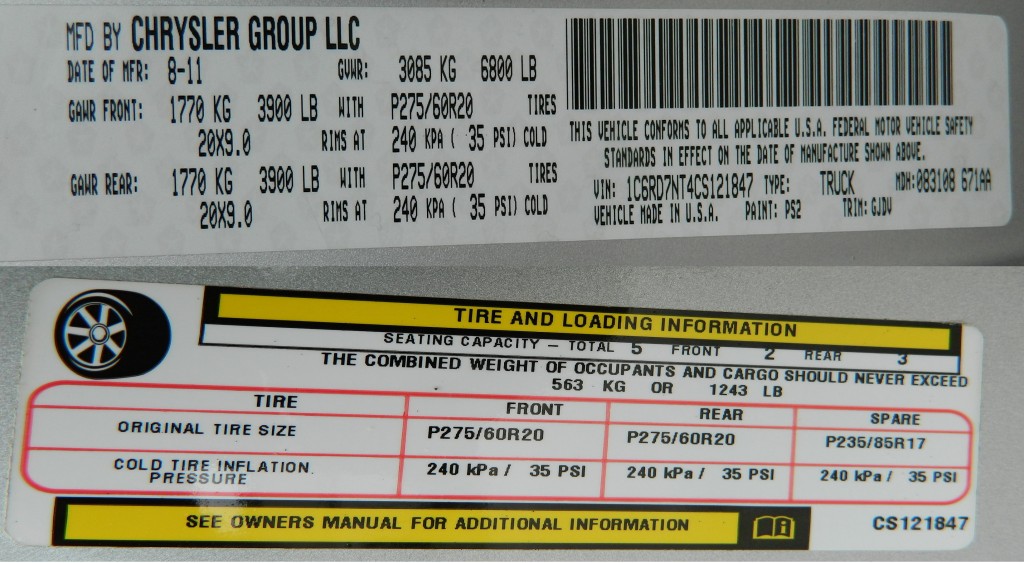 MFD BY CHRYSLER GROUP LLC
DATE OF MFR: 8-11 GVWR: 3085 KG 6800 LB
GAWR FRONT: 1770 KG 3900 LB WITH P275/60R20 TIRES
20X9.0 RIMS AT 240 KPA ( 35 PSI) COLD
GAWR REAR: 1770 KG 3900 LB WITH P275/60R20 TIRES
20X9.0 RIMS AT 240 KPA ( 35 PSI) COLD
THIS VEHICLE CONFORMS TO ALL APPLICABLE U.S.A. FEDERAL MOTOR VEHICLE SAFETY
STANDARDS IN EFFECT ON THE DATE OF MANUFACTURE SHOWN ABOVE.
VIN: 1C6RD7NT4CS121847 TYPE: TRUCK MDH:083108 671AA
VEHICLE MADE IN U.S.A. PAINT: PS2 TRIM: GJDV
TIRE AND LOADING INFORMATION
SEATING CAPACITY – TOTAL 5 FRONT 2 REAR 3
THE COMBINED WEIGHT OF OCCUPANTS AND CARGO SHOULD NEVER EXCEED
563 KG OR 1243 LB
TIRE FRONT REAR SPARE
ORIGINAL TIRE SIZE P275/60R20 P275/60R20 P235/85R17
COLD TIRE INFLATION PRESSURE 240 kPa / 35 PSI 240 kPa / 35 PSI 240 kPa / 35 PSI
SEE OWNERS MANUAL FOR ADDITIONAL INFORMATION
CS121847